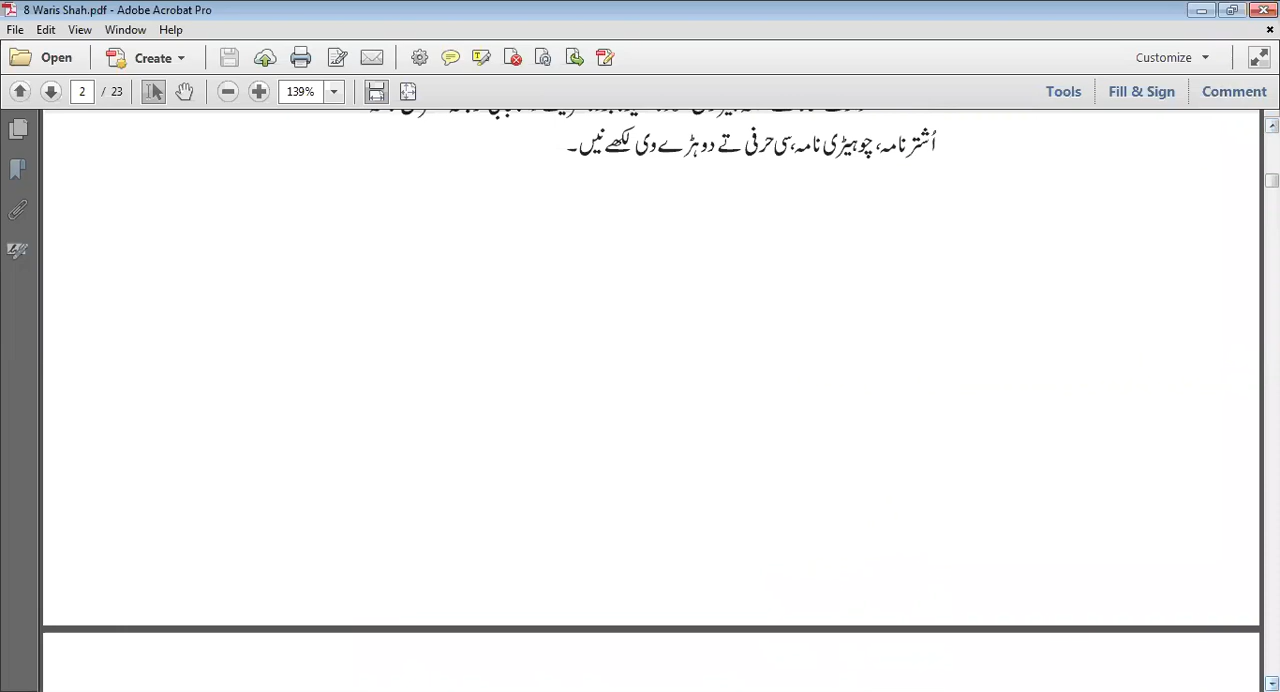 8 Waris Shah.pdf - Adobe Acrobat Pro
File Edit View Window Help
Open Create Customize
2 / 23 139% Tools Fill & Sign Comment
اُشتر نامہ، چوہیڑی نامہ، سی حرفی تے دوہڑے وی لکھے نیں۔